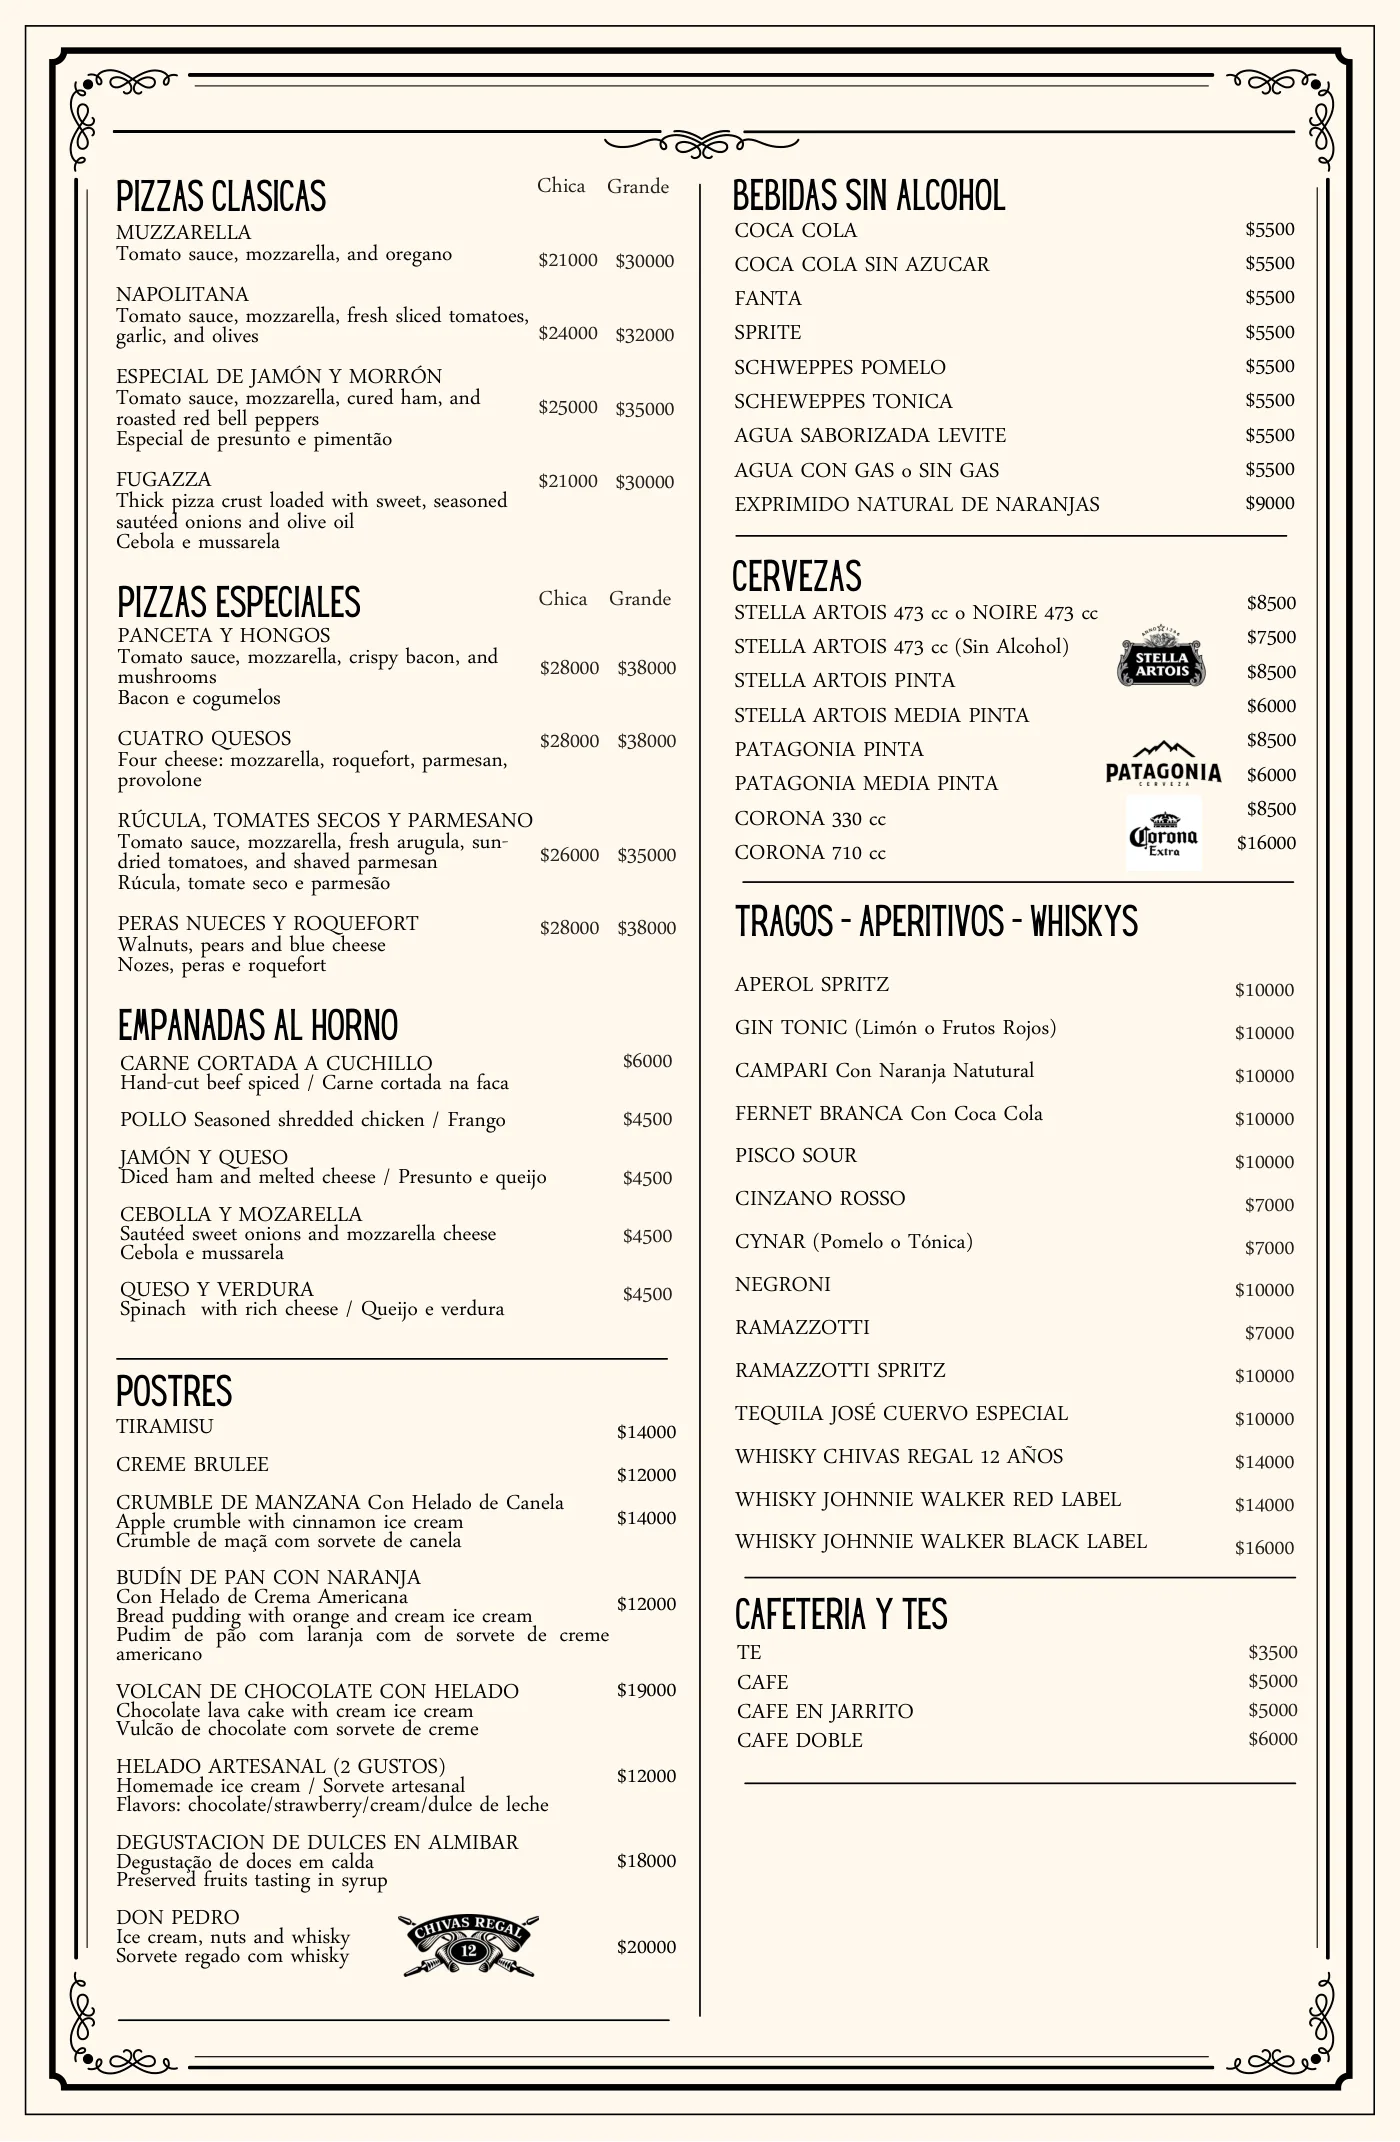 PIZZAS CLASICAS Chica Grande
MUZZARELLA
Tomato sauce, mozzarella, and oregano $21000 $30000
NAPOLITANA
Tomato sauce, mozzarella, fresh sliced tomatoes,
garlic, and olives $24000 $32000
ESPECIAL DE JAMÓN Y MORRÓN
Tomato sauce, mozzarella, cured ham, and
roasted red bell peppers $25000 $35000
Especial de presunto e pimentão
FUGAZZA $21000 $30000
Thick pizza crust loaded with sweet, seasoned
sautéed onions and olive oil
Cebola e mussarela
PIZZAS ESPECIALES Chica Grande
PANCETA Y HONGOS
Tomato sauce, mozzarella, crispy bacon, and
mushrooms $28000 $38000
Bacon e cogumelos
CUATRO QUESOS $28000 $38000
Four cheese: mozzarella, roquefort, parmesan,
provolone
RÚCULA, TOMATES SECOS Y PARMESANO
Tomato sauce, mozzarella, fresh arugula, sun-
dried tomatoes, and shaved parmesan $26000 $35000
Rúcula, tomate seco e parmesão
PERAS NUECES Y ROQUEFORT $28000 $38000
Walnuts, pears and blue cheese
Nozes, peras e roquefort
EMPANADAS AL HORNO
CARNE CORTADA A CUCHILLO $6000
Hand-cut beef spiced / Carne cortada na faca
POLLO Seasoned shredded chicken / Frango $4500
JAMÓN Y QUESO
Diced ham and melted cheese / Presunto e queijo $4500
CEBOLLA Y MOZARELLA
Sautéed sweet onions and mozzarella cheese $4500
Cebola e mussarela
QUESO Y VERDURA $4500
Spinach with rich cheese / Queijo e verdura
POSTRES
TIRAMISU $14000
CREME BRULEE $12000
CRUMBLE DE MANZANA Con Helado de Canela
Apple crumble with cinnamon ice cream $14000
Crumble de maçã com sorvete de canela
BUDÍN DE PAN CON NARANJA
Con Helado de Crema Americana $12000
Bread pudding with orange and cream ice cream
Pudim de pão com laranja com de sorvete de creme
americano
VOLCAN DE CHOCOLATE CON HELADO $19000
Chocolate lava cake with cream ice cream
Vulcão de chocolate com sorvete de creme
HELADO ARTESANAL (2 GUSTOS)
Homemade ice cream / Sorvete artesanal $12000
Flavors: chocolate/strawberry/cream/dulce de leche
DEGUSTACION DE DULCES EN ALMIBAR
Degustação de doces em calda $18000
Preserved fruits tasting in syrup
DON PEDRO
Ice cream, nuts and whisky
Sorvete regado com whisky $20000
CHIVAS REGAL
12
BEBIDAS SIN ALCOHOL
COCA COLA $5500
COCA COLA SIN AZUCAR $5500
FANTA $5500
SPRITE $5500
SCHWEPPES POMELO $5500
SCHEWEPPES TONICA $5500
AGUA SABORIZADA LEVITE $5500
AGUA CON GAS o SIN GAS $5500
EXPRIMIDO NATURAL DE NARANJAS $9000
CERVEZAS
STELLA ARTOIS 473 cc o NOIRE 473 cc $8500
STELLA ARTOIS 473 cc (Sin Alcohol) $7500
STELLA ARTOIS PINTA $8500
STELLA ARTOIS MEDIA PINTA $6000
PATAGONIA PINTA $8500
PATAGONIA MEDIA PINTA $6000
CORONA 330 cc $8500
CORONA 710 cc $16000
STELLA
ARTOIS
PATAGONIA
CERVEZA
Corona
Extra
TRAGOS - APERITIVOS - WHISKYS
APEROL SPRITZ $10000
GIN TONIC (Limón o Frutos Rojos) $10000
CAMPARI Con Naranja Natutural $10000
FERNET BRANCA Con Coca Cola $10000
PISCO SOUR $10000
CINZANO ROSSO $7000
CYNAR (Pomelo o Tónica) $7000
NEGRONI $10000
RAMAZZOTTI $7000
RAMAZZOTTI SPRITZ $10000
TEQUILA JOSÉ CUERVO ESPECIAL $10000
WHISKY CHIVAS REGAL 12 AÑOS $14000
WHISKY JOHNNIE WALKER RED LABEL $14000
WHISKY JOHNNIE WALKER BLACK LABEL $16000
CAFETERIA Y TES
TE $3500
CAFE $5000
CAFE EN JARRITO $5000
CAFE DOBLE $6000